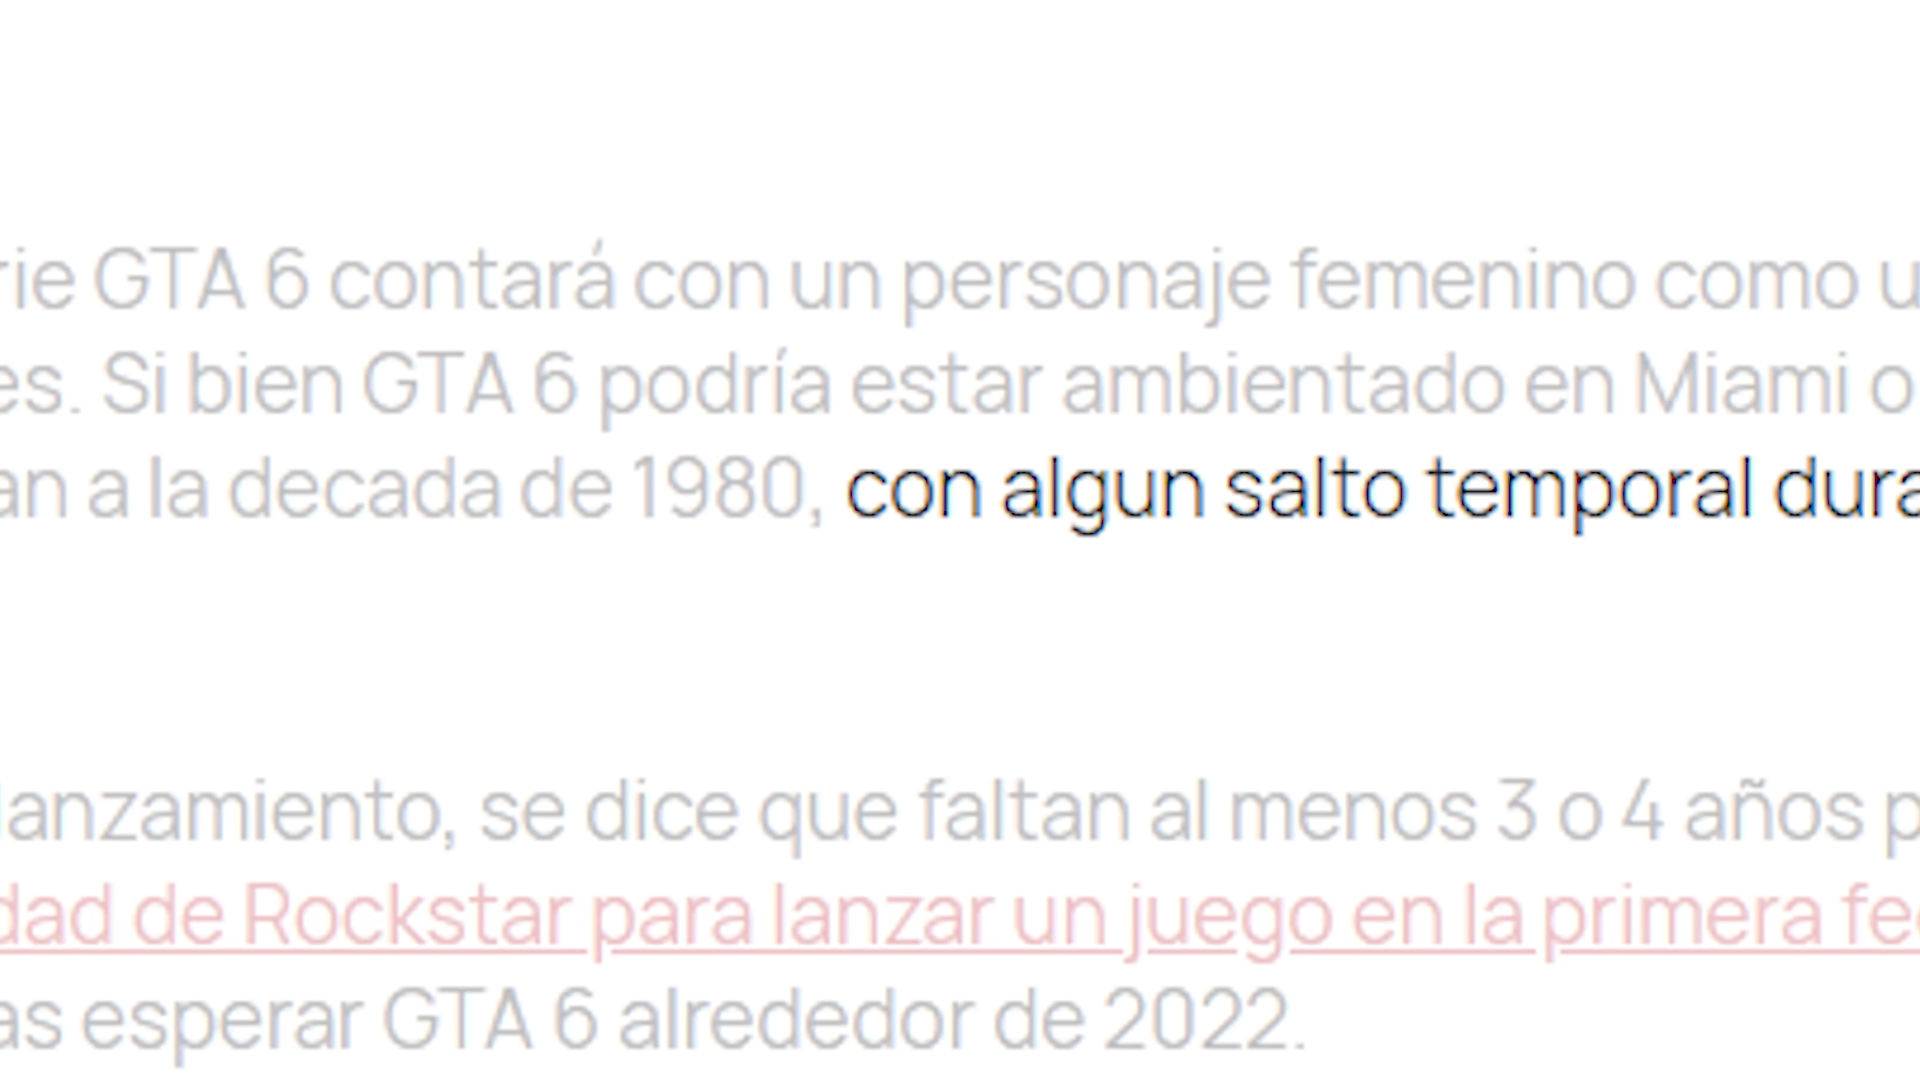 rie GTA 6 contará con un personaje femenino como u
es. Si bien GTA 6 podría estar ambientado en Miami o
an a la decada de 1980, con algun salto temporal dura
lanzamiento, se dice que faltan al menos 3 o 4 años p
dad de Rockstar para lanzar un juego en la primera fec
as esperar GTA 6 alrededor de 2022.